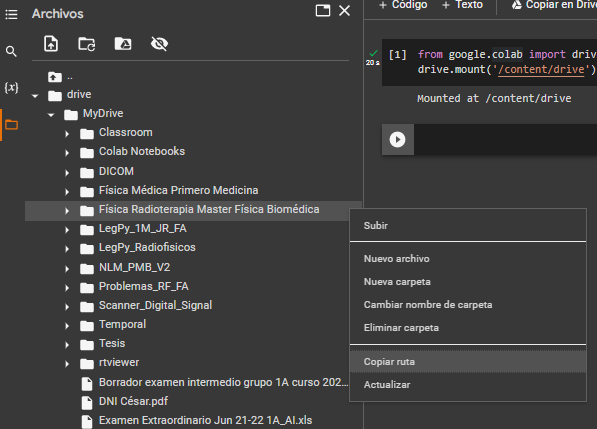 Archivos
+ Código + Texto Copiar en Drive
{x}
[1] from google.colab import driv
drive.mount('/content/drive')
20 s
Mounted at /content/drive
..
drive
MyDrive
Classroom
Colab Notebooks
DICOM
Física Médica Primero Medicina
Física Radioterapia Master Física Biomédica
LegPy_1M_JR_FA
LegPy_Radiofisicos
NLM_PMB_V2
Problemas_RF_FA
Scanner_Digital_Signal
Temporal
Tesis
rtviewer
Borrador examen intermedio grupo 1A curso 202...
DNI César.pdf
Examen Extraordinario Jun 21-22 1A_AI.xls
Subir
Nuevo archivo
Nueva carpeta
Cambiar nombre de carpeta
Eliminar carpeta
Copiar ruta
Actualizar